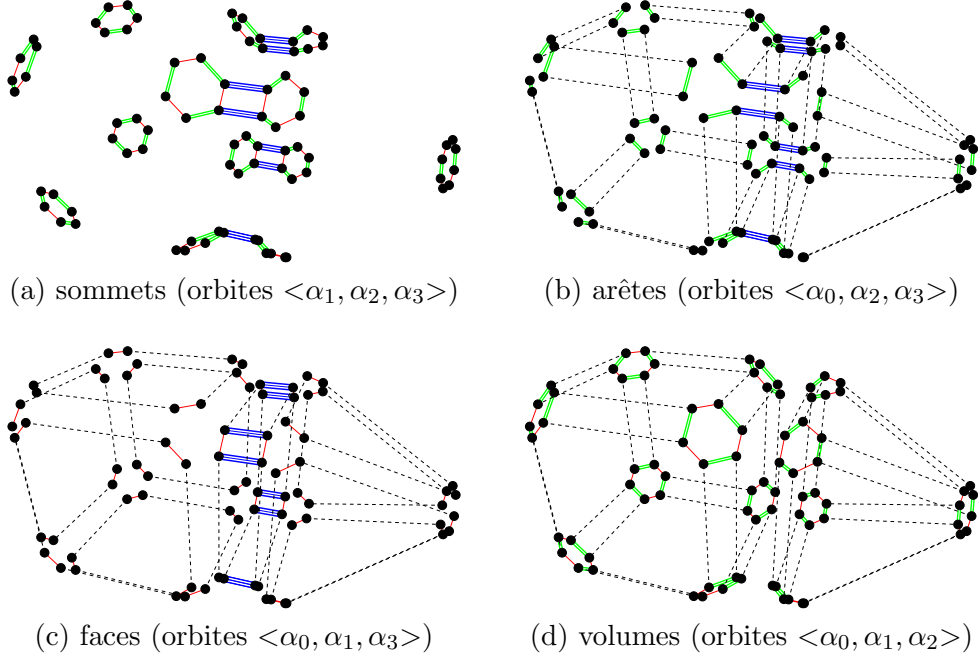 (a) sommets (orbites <α₁, α₂, α₃>)
(b) arêtes (orbites <α₀, α₂, α₃>)
(c) faces (orbites <α₀, α₁, α₃>)
(d) volumes (orbites <α₀, α₁, α₂>)